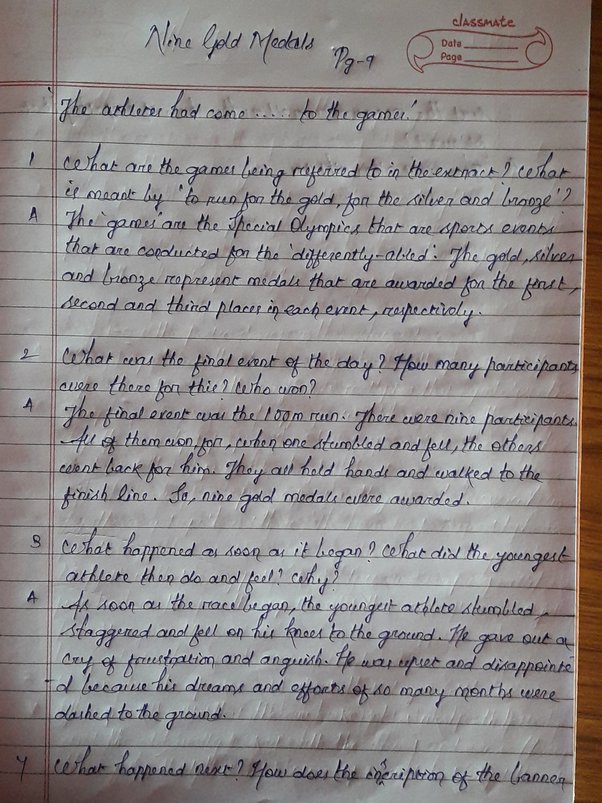 Nine Gold Medals
Pg-9
classmate
Date
Page
'The athletes had come ..... to the games.'
1 What are the games being referred to in the extract? What
is meant by 'to run for the gold, for the silver and bronze'?
A The 'games' are the Special Olympics that are sports events
that are conducted for the 'differently-abled'. The gold, silver
and bronze represent medals that are awarded for the first,
second and third places in each event, respectively.
2 What was the final event of the day? How many participants
were there for this? Who won?
A The final event was the 100m run. There were nine participants.
All of them won, for, when one stumbled and fell, the others
went back for him. They all held hands and walked to the
finish line. So, nine gold medals were awarded.
3 What happened as soon as it began? What did the youngest
athlete then do and feel? Why?
A As soon as the race began, the youngest athlete stumbled,
staggered and fell on his knees to the ground. He gave out a
cry of frustration and anguish. He was upset and disappointe
-d because his dreams and efforts of so many months were
dashed to the ground.
4 What happened next? How does the inscription of the banner